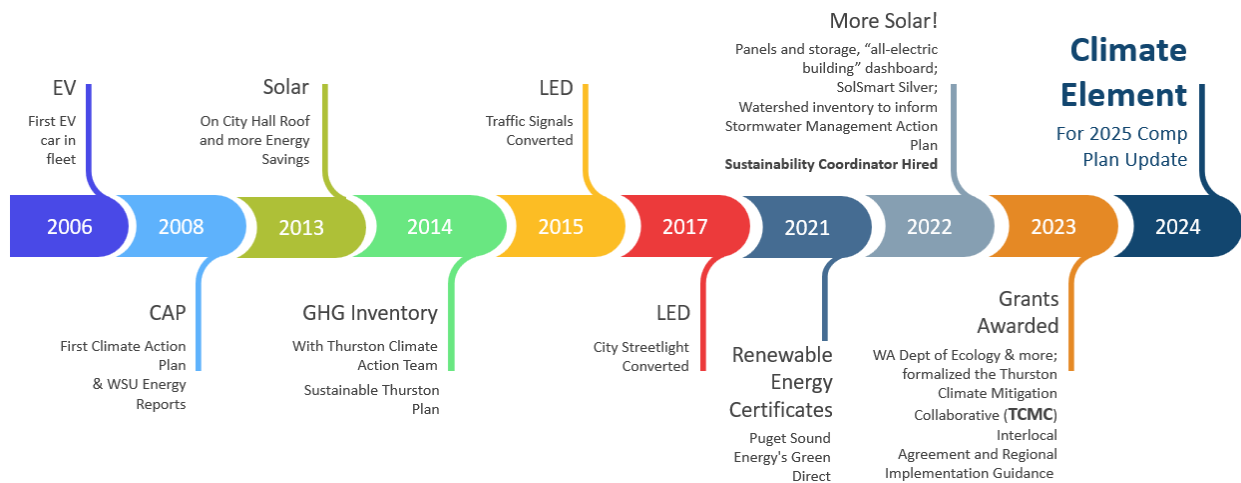 EV
First EV
car in
fleet
Solar
On City Hall Roof
and more Energy
Savings
LED
Traffic Signals
Converted
More Solar!
Panels and storage, “all-electric
building” dashboard;
SolSmart Silver;
Watershed inventory to inform
Stormwater Management Action
Plan
Sustainability Coordinator Hired
Climate
Element
For 2025 Comp
Plan Update
2006
2008
2013
2014
2015
2017
2021
2022
2023
2024
CAP
First Climate Action
Plan
& WSU Energy
Reports
GHG Inventory
With Thurston Climate
Action Team
Sustainable Thurston
Plan
LED
City Streetlight
Converted
Renewable
Energy
Certificates
Puget Sound
Energy's Green
Direct
Grants
Awarded
WA Dept of Ecology & more;
formalized the Thurston
Climate Mitigation
Collaborative (TCMC)
Interlocal
Agreement and Regional
Implementation Guidance